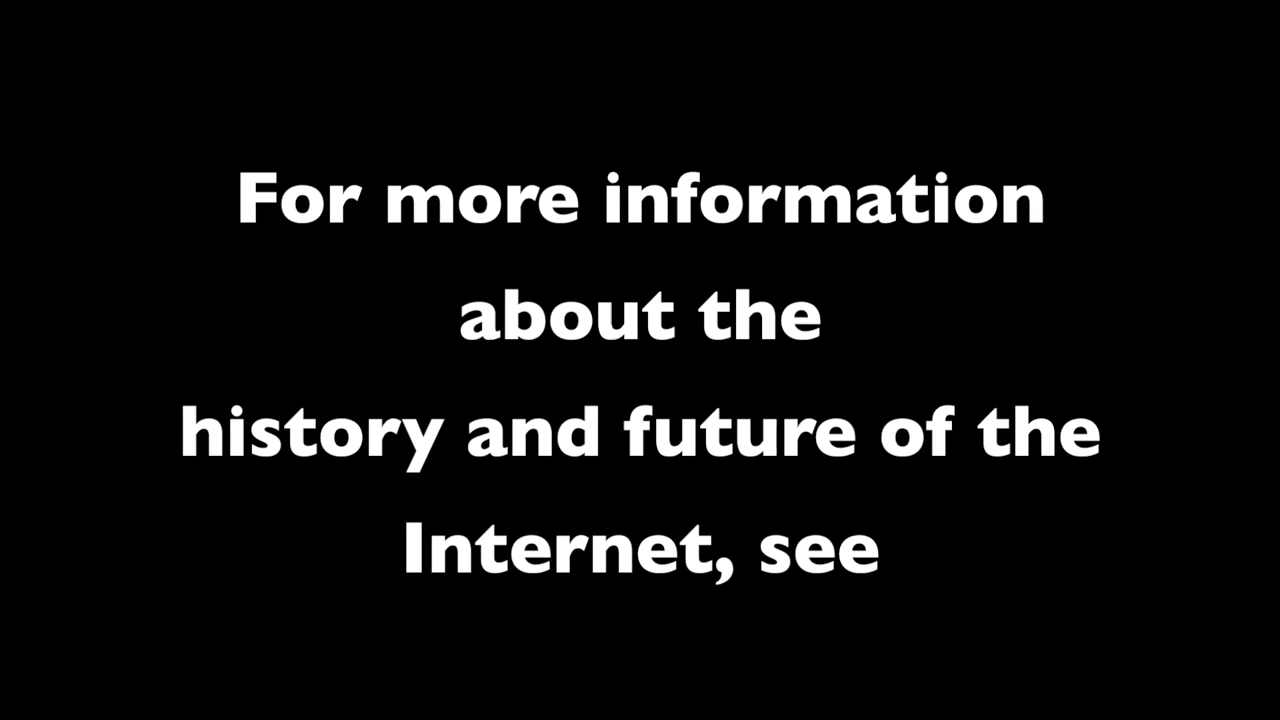 For more information
about the
history and future of the
Internet, see